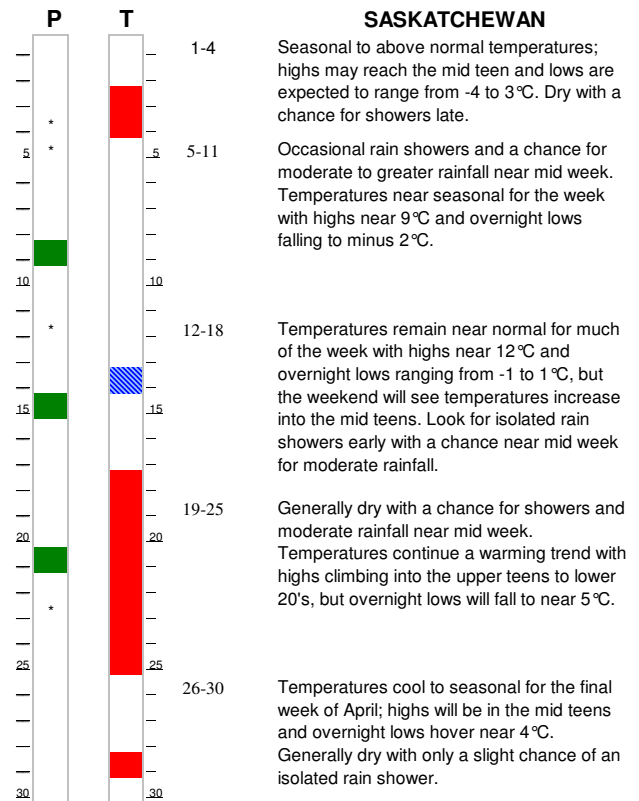 P T SASKATCHEWAN
1-4
Seasonal to above normal temperatures;
highs may reach the mid teen and lows are
expected to range from -4 to 3°C. Dry with a
chance for showers late.
*
*
5 5
5-11
Occasional rain showers and a chance for
moderate to greater rainfall near mid week.
Temperatures near seasonal for the week
with highs near 9°C and overnight lows
falling to minus 2°C.
10 10
*
12-18
Temperatures remain near normal for much
of the week with highs near 12°C and
overnight lows ranging from -1 to 1°C, but
the weekend will see temperatures increase
into the mid teens. Look for isolated rain
showers early with a chance near mid week
for moderate rainfall.
15 15
19-25
Generally dry with a chance for showers and
moderate rainfall near mid week.
Temperatures continue a warming trend with
highs climbing into the upper teens to lower
20's, but overnight lows will fall to near 5°C.
20 20
*
25 25
26-30
Temperatures cool to seasonal for the final
week of April; highs will be in the mid teens
and overnight lows hover near 4°C.
Generally dry with only a slight chance of an
isolated rain shower.
30 30